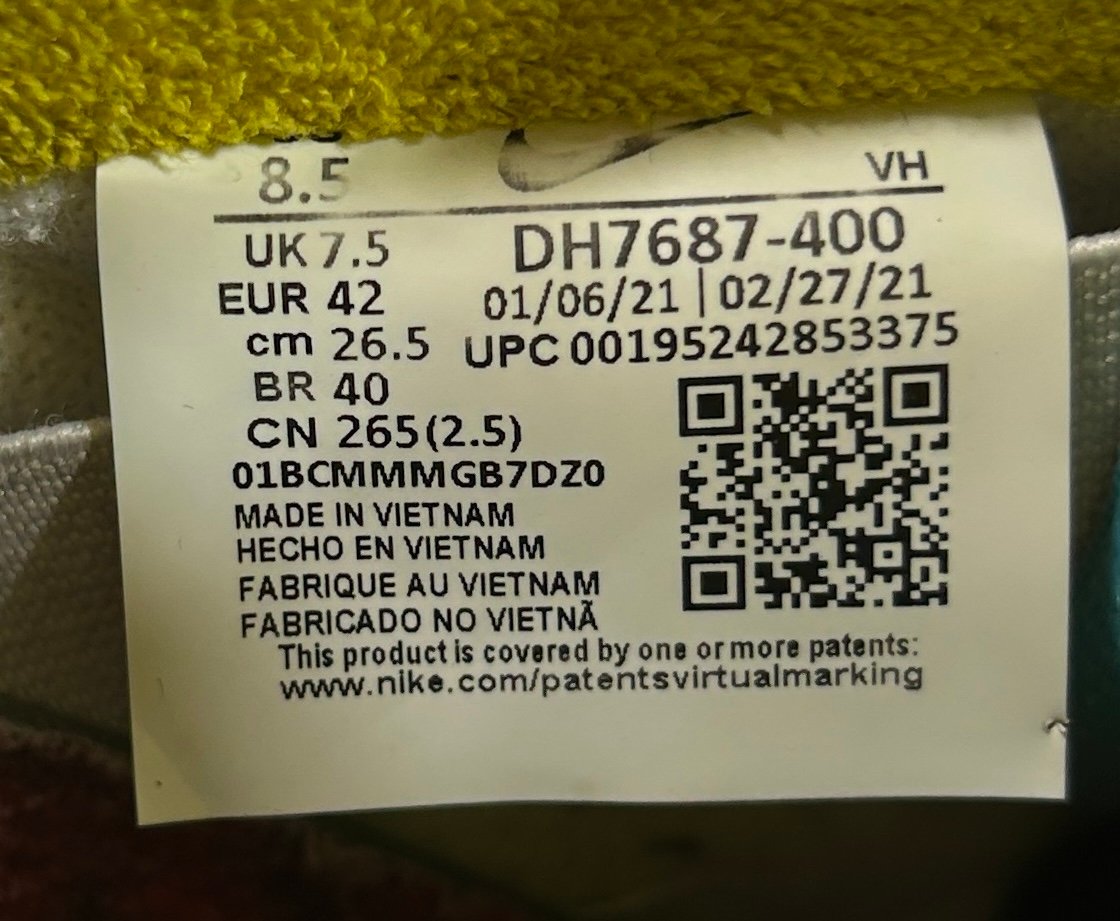 8.5
VH
UK 7.5
DH7687-400
EUR 42
01/06/21 | 02/27/21
cm 26.5
UPC 00195242853375
BR 40
CN 265(2.5)
01BCMMMGB7DZ0
MADE IN VIETNAM
HECHO EN VIETNAM
FABRIQUE AU VIETNAM
FABRICADO NO VIETNÃ
This product is covered by one or more patents:
www.nike.com/patentsvirtualmarking